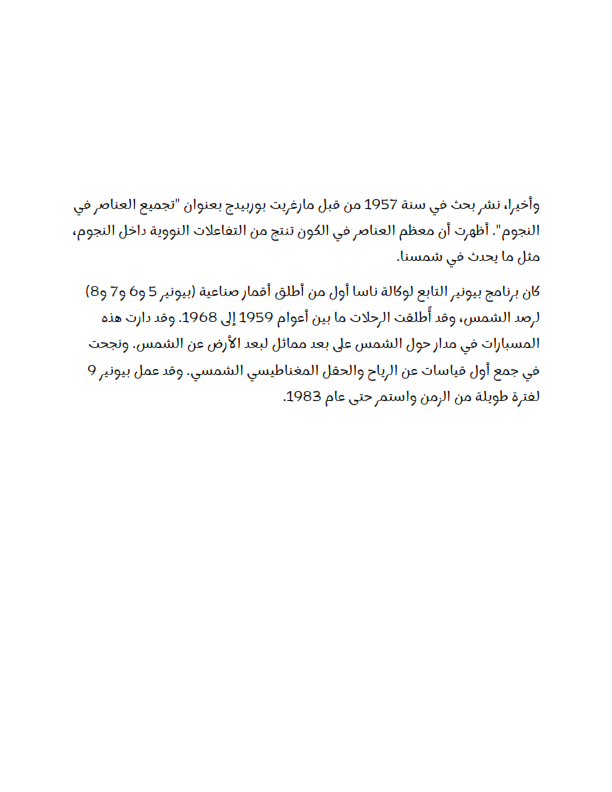 وأخيرا، نشر بحث في سنة 1957 من قبل مارغريت بوربيدج بعنوان "تجميع العناصر في
النجوم". أظهرت أن معظم العناصر في الكون تنتج من التفاعلات النووية داخل النجوم،
مثل ما يحدث في شمسنا.
كان برنامج بيونير التابع لوكالة ناسا أول من أطلق أقمار صناعية (بيونير 5 و6 و7 و8)
لرصد الشمس، وقد أُطلقت الرحلات ما بين أعوام 1959 إلى 1968. وقد دارت هذه
المسبارات في مدار حول الشمس على بعد مماثل لبعد الأرض عن الشمس. ونجحت
في جمع أول قياسات عن الرياح والحقل المغناطيسي الشمسي. وقد عمل بيونير 9
لفترة طويلة من الزمن واستمر حتى عام 1983.